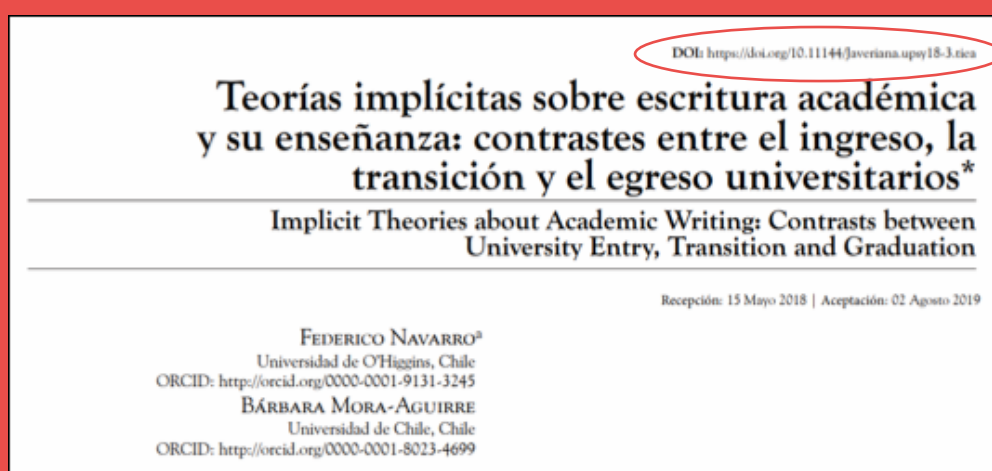 DOI: https://doi.org/10.11144/Javeriana.upsy18-3.tiea
Teorías implícitas sobre escritura académica
y su enseñanza: contrastes entre el ingreso, la
transición y el egreso universitarios*
Implicit Theories about Academic Writing: Contrasts between
University Entry, Transition and Graduation
Recepción: 15 Mayo 2018 | Aceptación: 02 Agosto 2019
Federico Navarroª
Universidad de O'Higgins, Chile
ORCID: http://orcid.org/0000-0001-9131-3245
Bárbara Mora-Aguirre
Universidad de Chile, Chile
ORCID: http://orcid.org/0000-0001-8023-4699